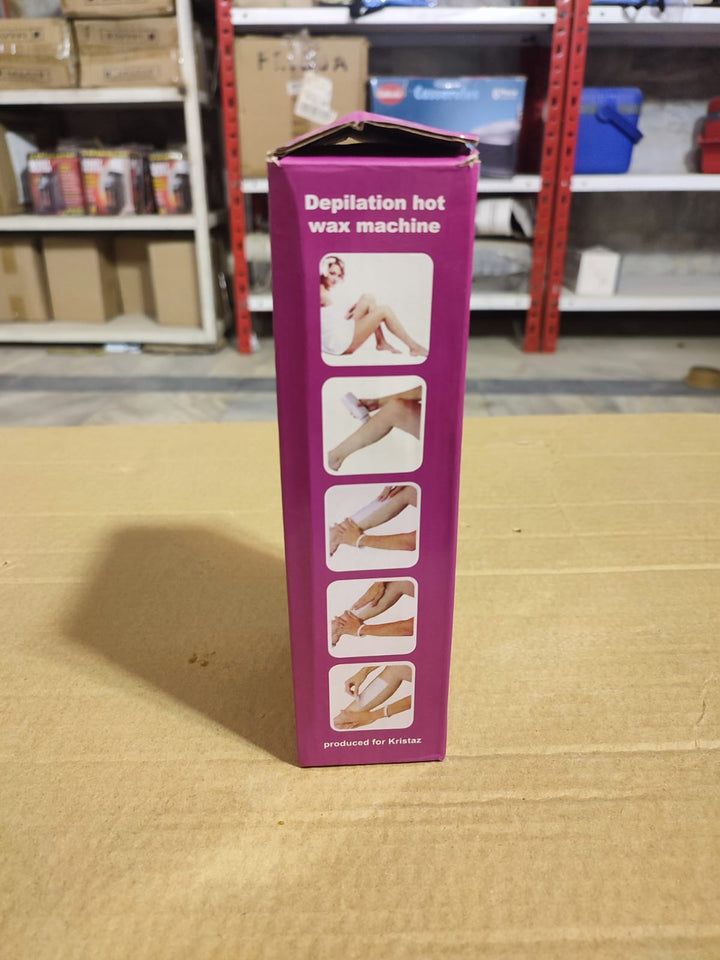 Depilation hot
wax machine
produced for Kristaz